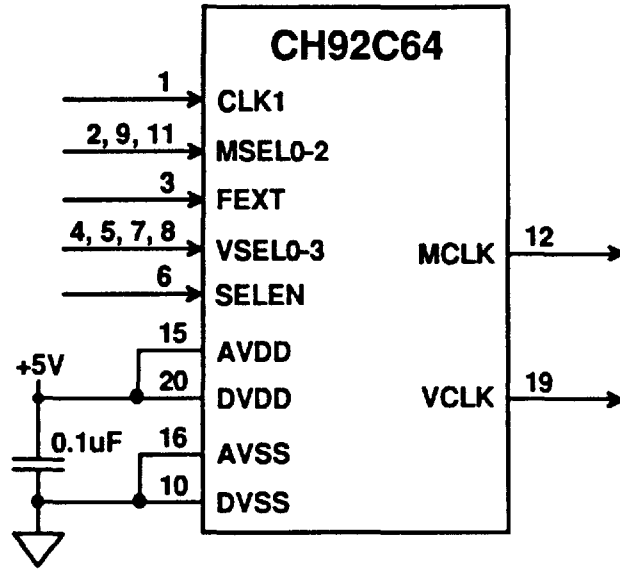 CH92C64
1 CLK1
2, 9, 11 MSEL0-2
3 FEXT
4, 5, 7, 8 VSEL0-3
MCLK 12
6 SELEN
15 AVDD
+5V
20 DVDD
VCLK 19
0.1uF
16 AVSS
10 DVSS